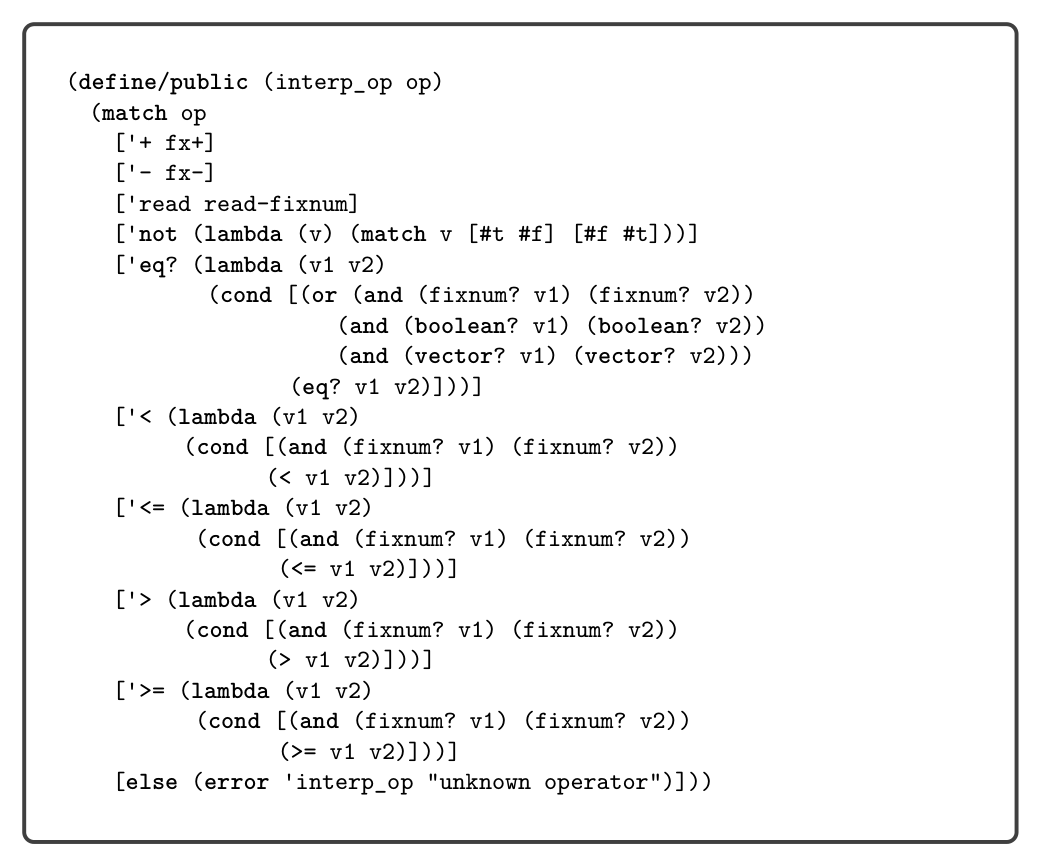 (define/public (interp_op op)
  (match op
    ['+ fx+]
    ['- fx-]
    ['read read-fixnum]
    ['not (lambda (v) (match v [#t #f] [#f #t]))]
    ['eq? (lambda (v1 v2)
            (cond [(or (and (fixnum? v1) (fixnum? v2))
                       (and (boolean? v1) (boolean? v2))
                       (and (vector? v1) (vector? v2)))
                   (eq? v1 v2)]))]
    ['< (lambda (v1 v2)
          (cond [(and (fixnum? v1) (fixnum? v2))
                 (< v1 v2)]))]
    ['<= (lambda (v1 v2)
           (cond [(and (fixnum? v1) (fixnum? v2))
                  (<= v1 v2)]))]
    ['> (lambda (v1 v2)
          (cond [(and (fixnum? v1) (fixnum? v2))
                 (> v1 v2)]))]
    ['>= (lambda (v1 v2)
           (cond [(and (fixnum? v1) (fixnum? v2))
                  (>= v1 v2)]))]
    [else (error 'interp_op "unknown operator")]))